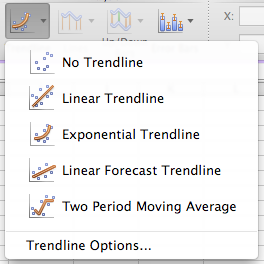 X:
No Trendline
Linear Trendline
Exponential Trendline
Linear Forecast Trendline
Two Period Moving Average
Trendline Options...